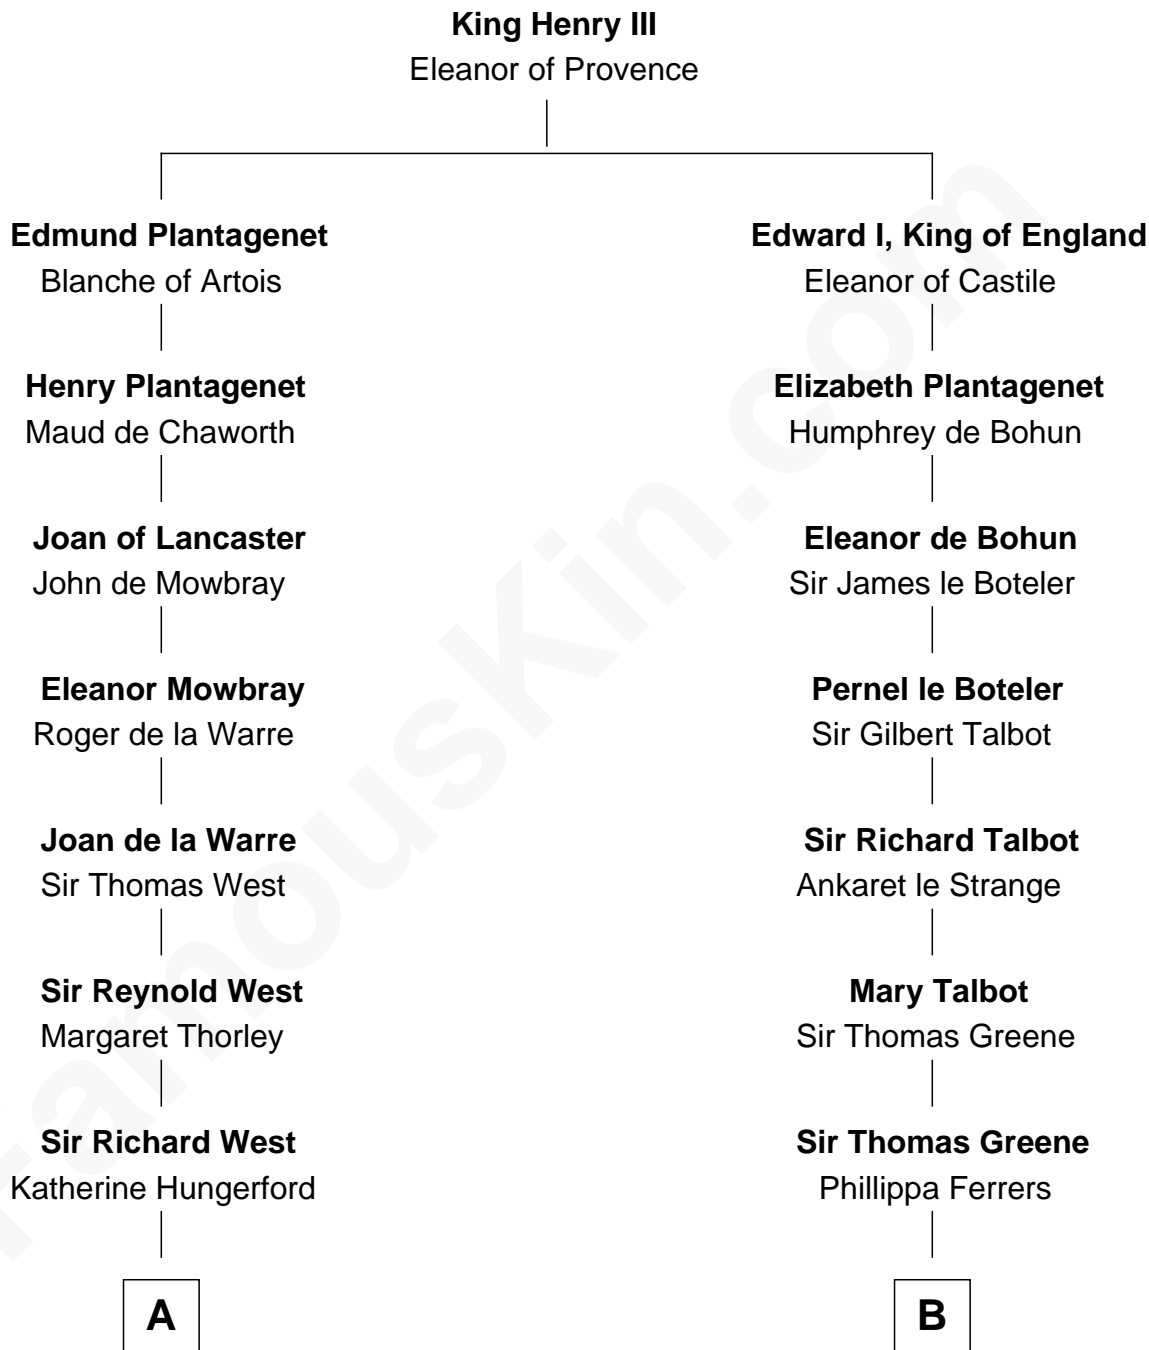 King Henry III
Eleanor of Provence
Edmund Plantagenet
Blanche of Artois
Edward I, King of England
Eleanor of Castile
Henry Plantagenet
Maud de Chaworth
Elizabeth Plantagenet
Humphrey de Bohun
Joan of Lancaster
John de Mowbray
Eleanor de Bohun
Sir James le Boteler
Eleanor Mowbray
Roger de la Warre
Pernel le Boteler
Sir Gilbert Talbot
Joan de la Warre
Sir Thomas West
Sir Richard Talbot
Ankaret le Strange
Sir Reynold West
Margaret Thorley
Mary Talbot
Sir Thomas Greene
Sir Richard West
Katherine Hungerford
Sir Thomas Greene
Phillippa Ferrers
A
B
FamousKin.com